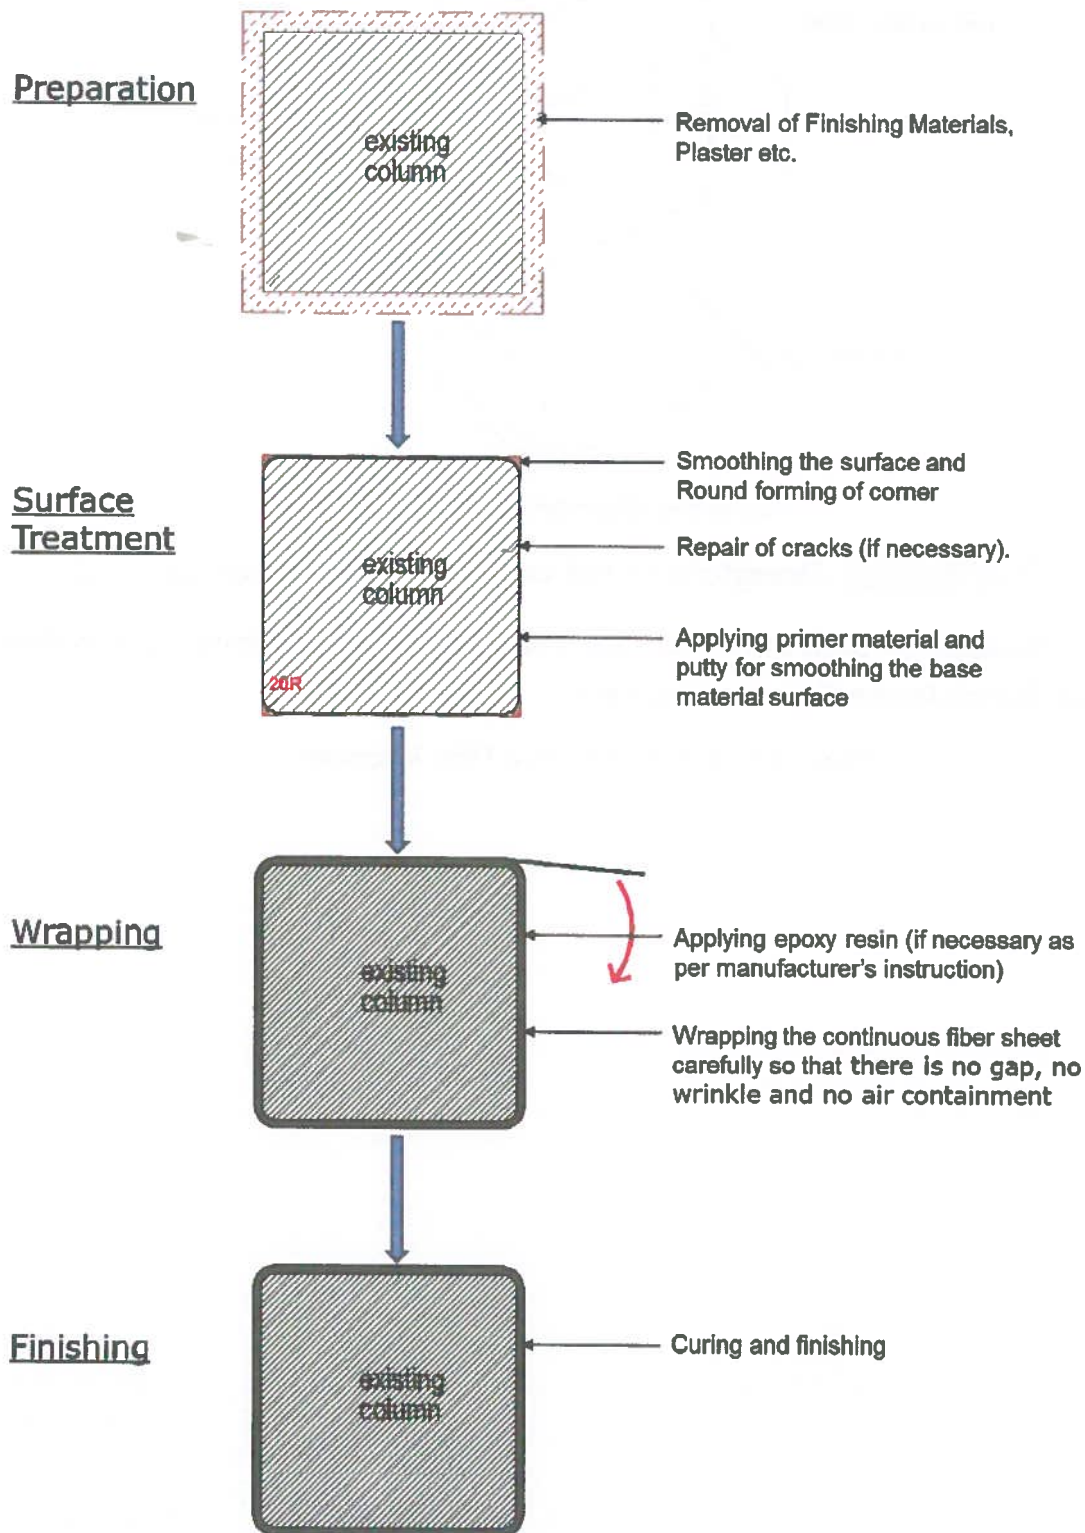 Preparation
existing
column
Removal of Finishing Materials,
Plaster etc.
Surface
Treatment
existing
column
20R
Smoothing the surface and
Round forming of corner
Repair of cracks (if necessary).
Applying primer material and
putty for smoothing the base
material surface
Wrapping
existing
column
Applying epoxy resin (if necessary as
per manufacturer's instruction)
Wrapping the continuous fiber sheet
carefully so that there is no gap, no
wrinkle and no air containment
Finishing
existing
column
Curing and finishing